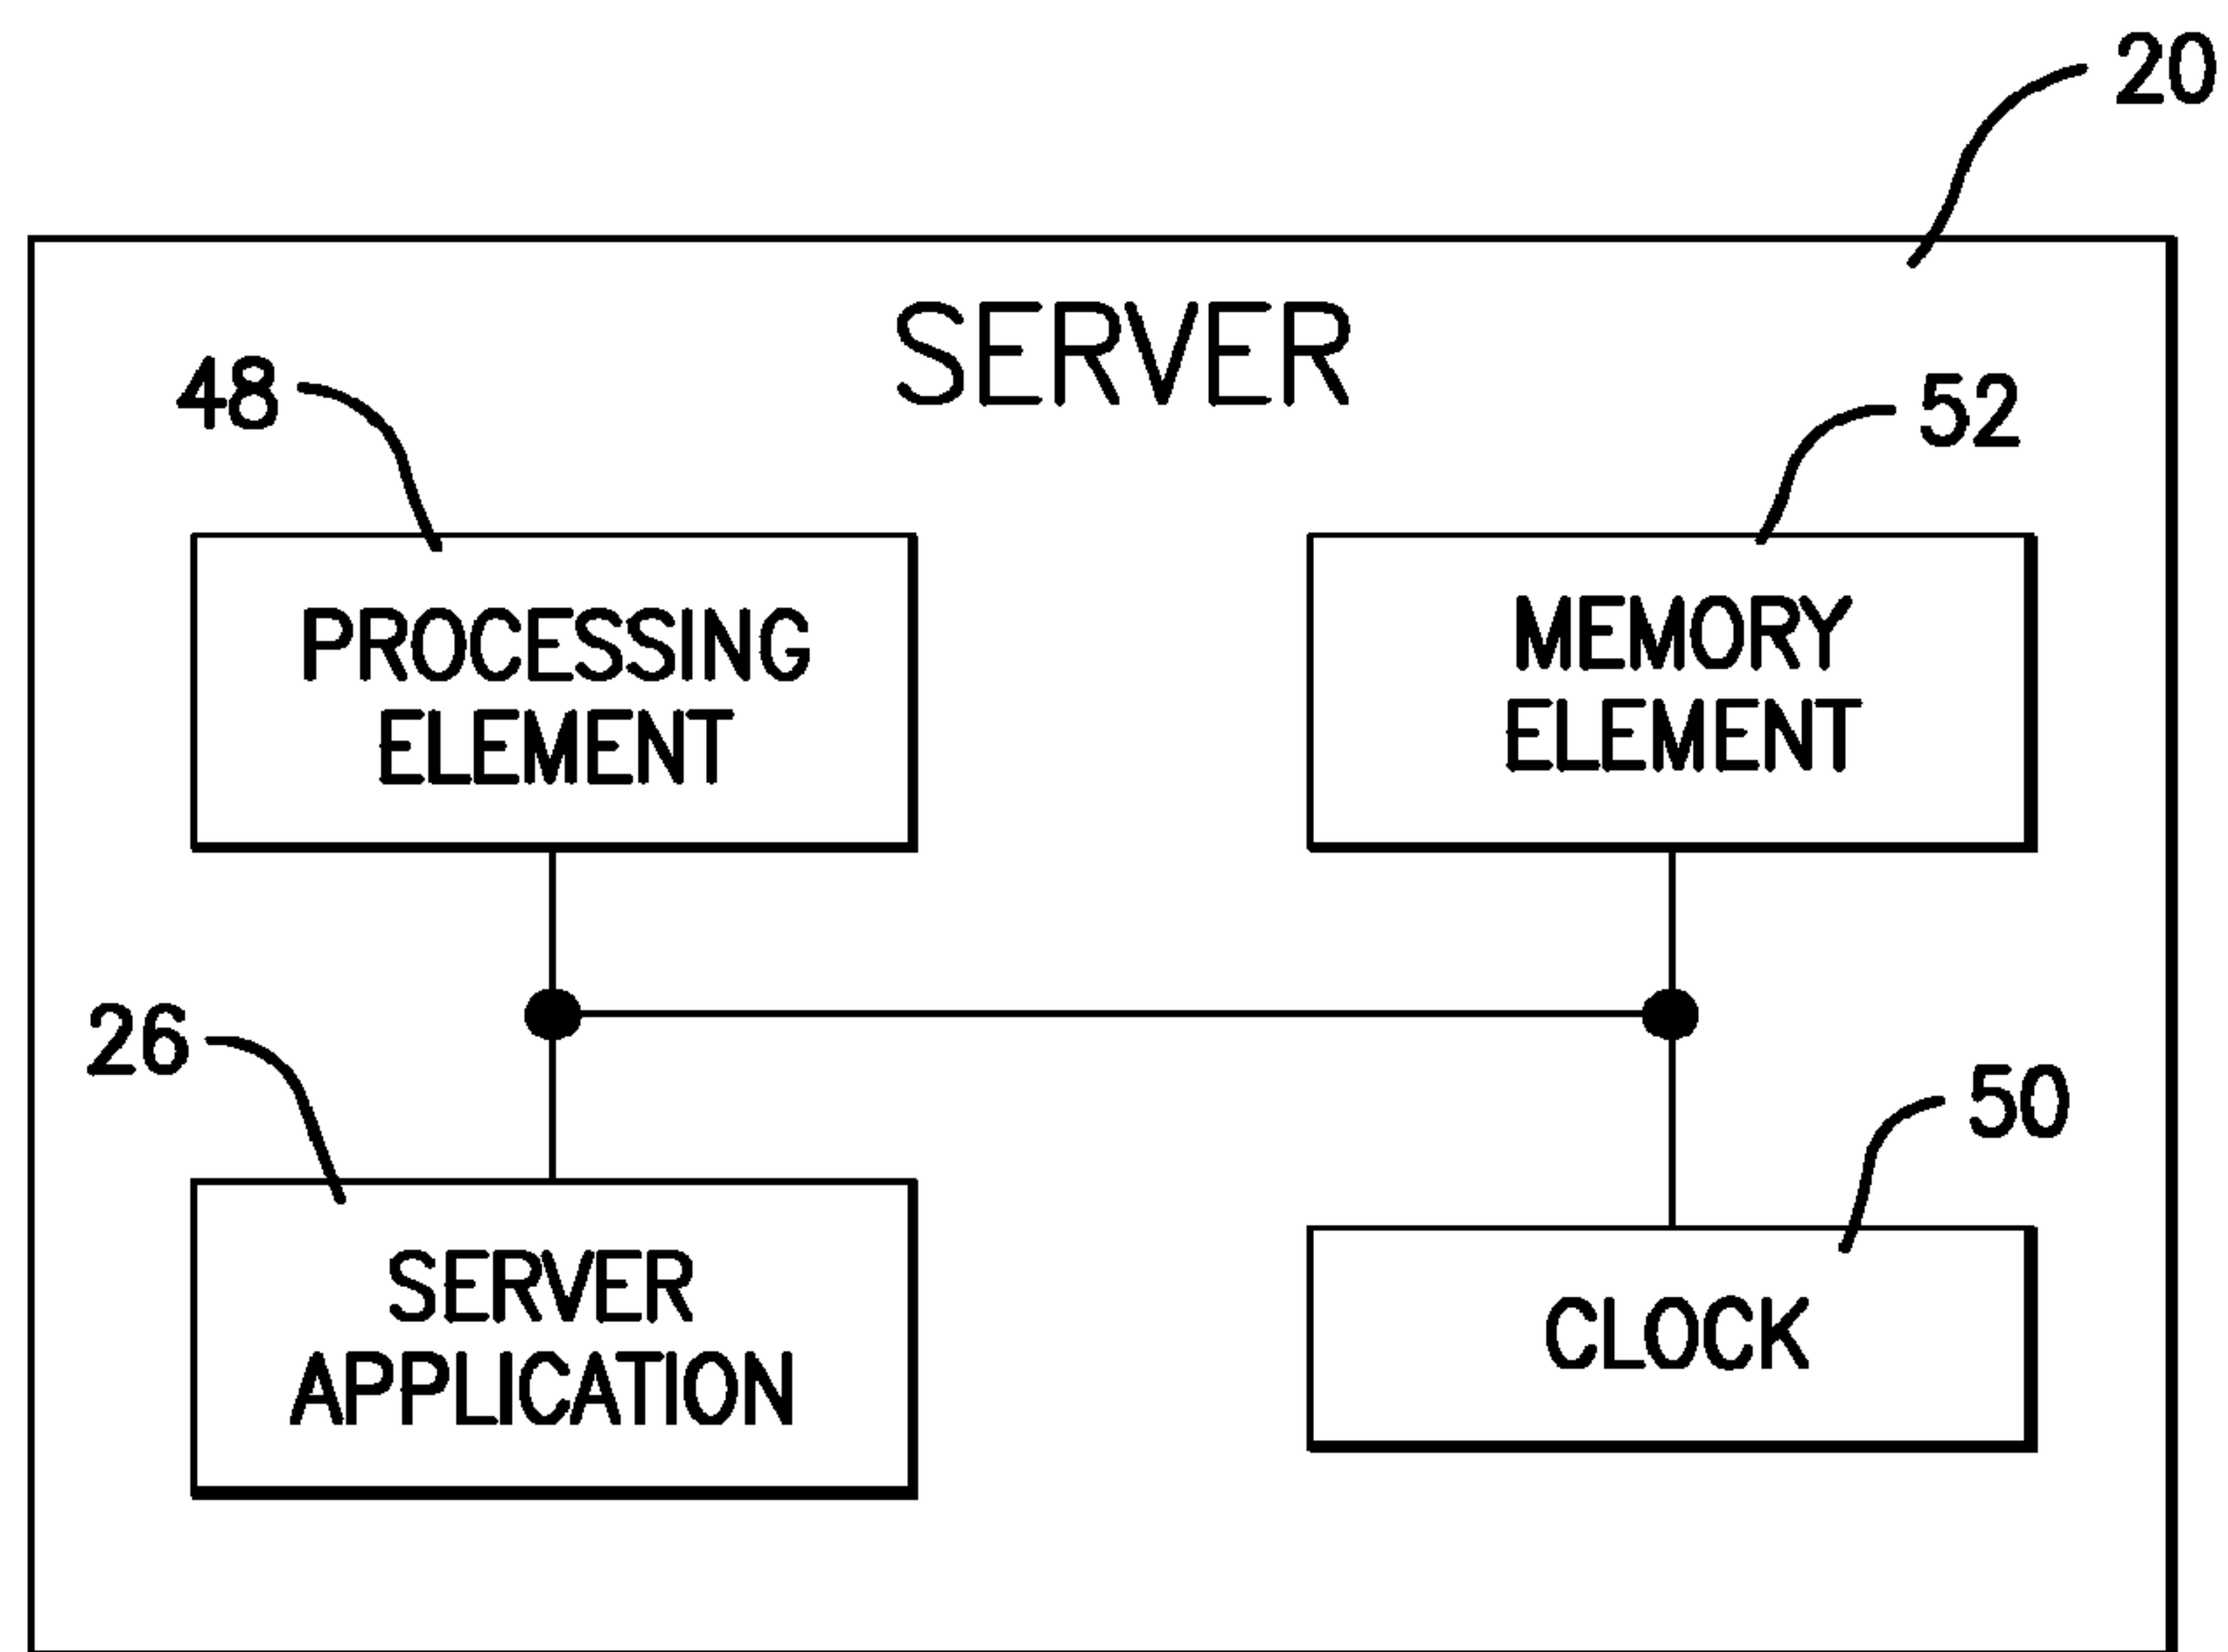 20
SERVER
48
52
PROCESSING
ELEMENT
MEMORY
ELEMENT
26
50
SERVER
APPLICATION
CLOCK